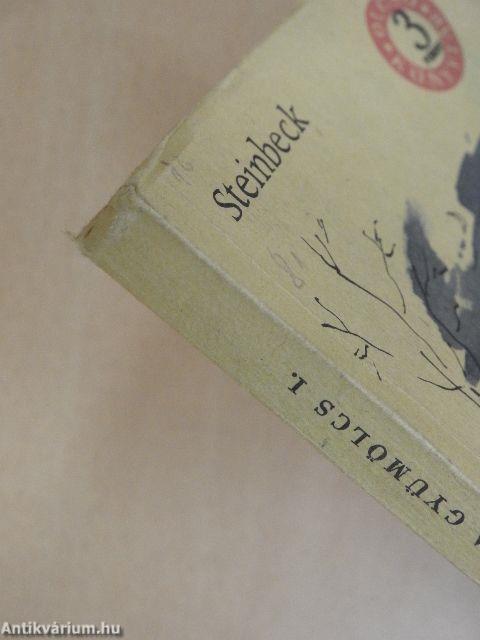 3
Steinbeck
GYÜMÖLCS I.
Antikvárium.hu